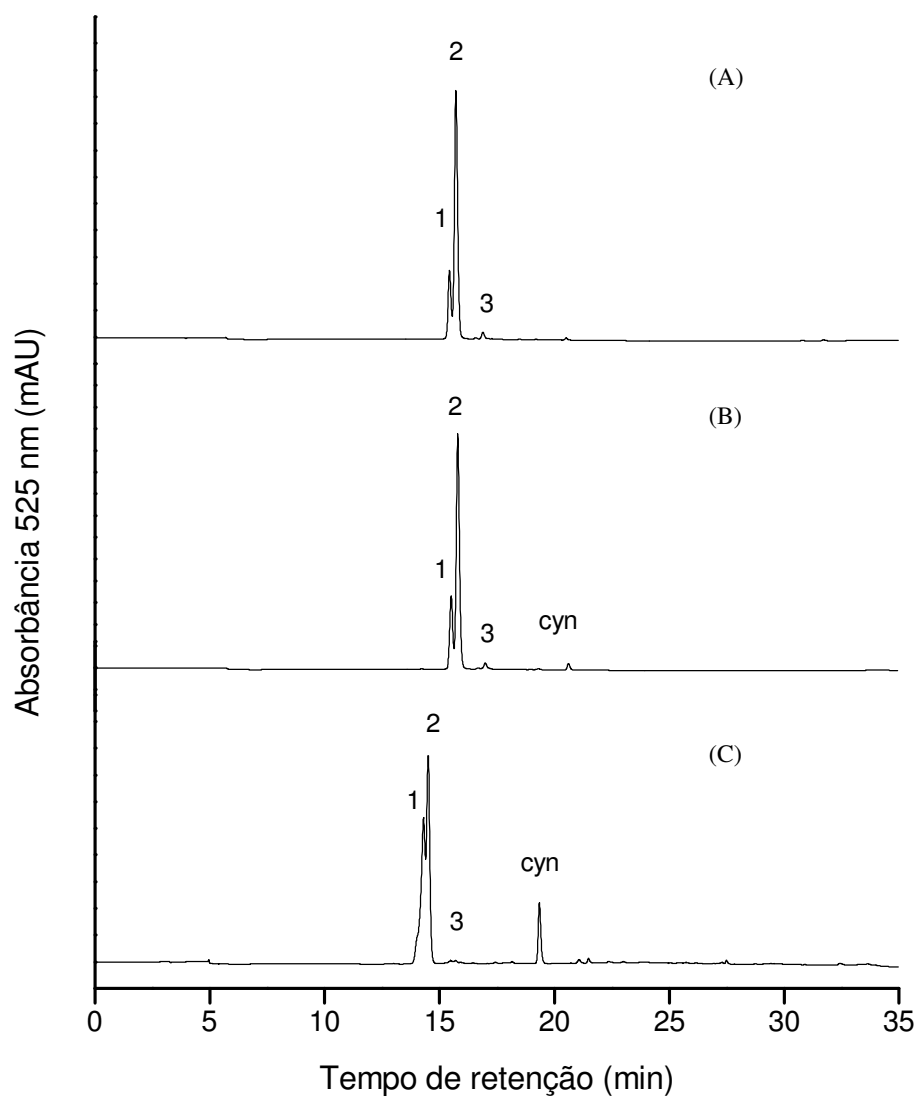 2
(A)
1
3
2
(B)
1
3
cyn
2
(C)
1
cyn
3
Absorbância 525 nm (mAU)
0 5 10 15 20 25 30 35
Tempo de retenção (min)